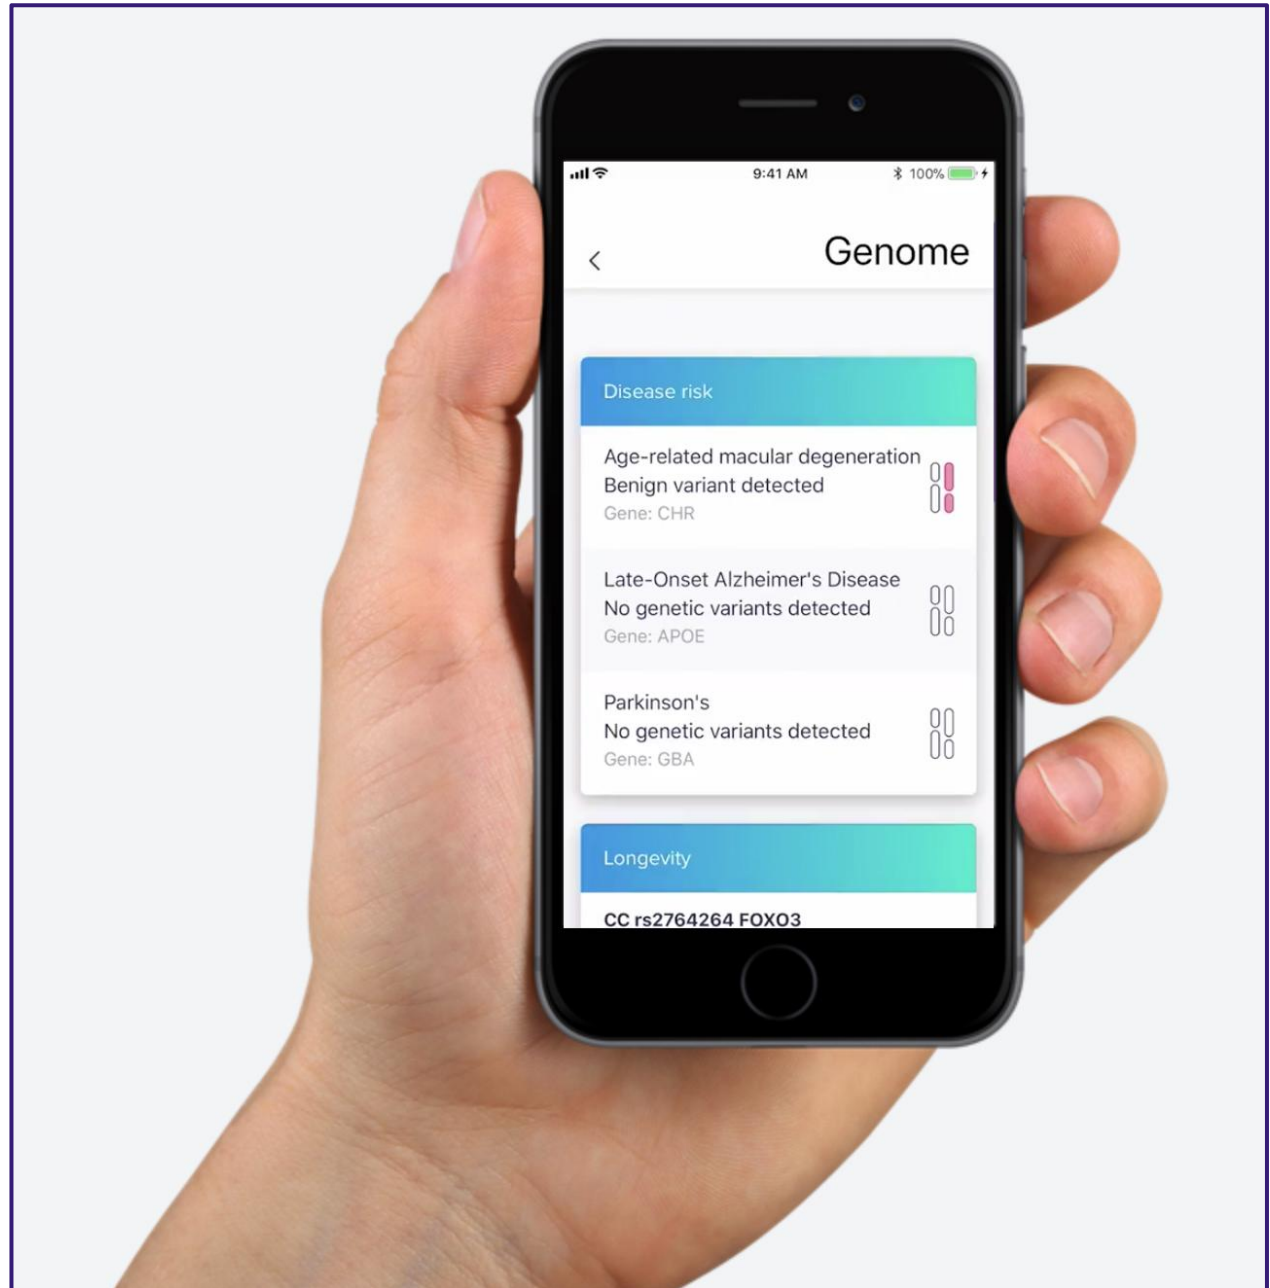 9:41 AM
100%
Genome
Disease risk
Age-related macular degeneration
Benign variant detected
Gene: CHR
Late-Onset Alzheimer's Disease
No genetic variants detected
Gene: APOE
Parkinson's
No genetic variants detected
Gene: GBA
Longevity
CC rs2764264 FOXO3